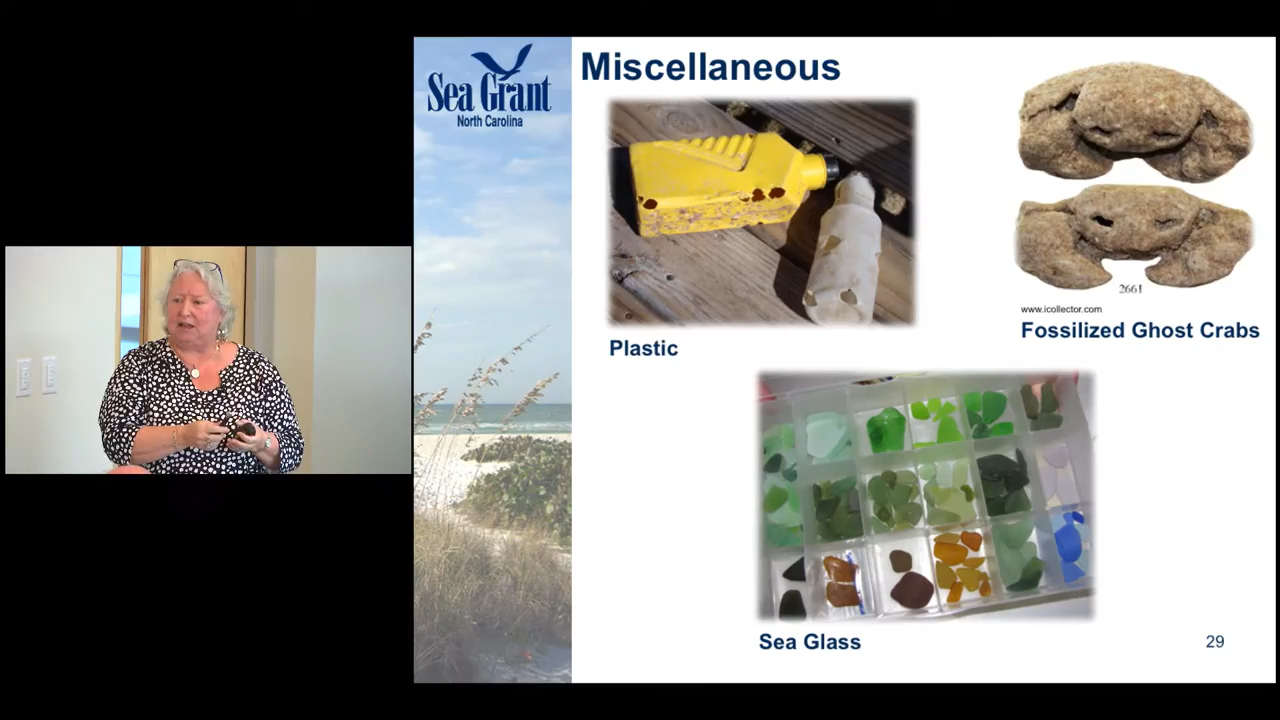 Sea Grant
North Carolina
Miscellaneous
Plastic
2661
www.icollector.com
Fossilized Ghost Crabs
Sea Glass
29